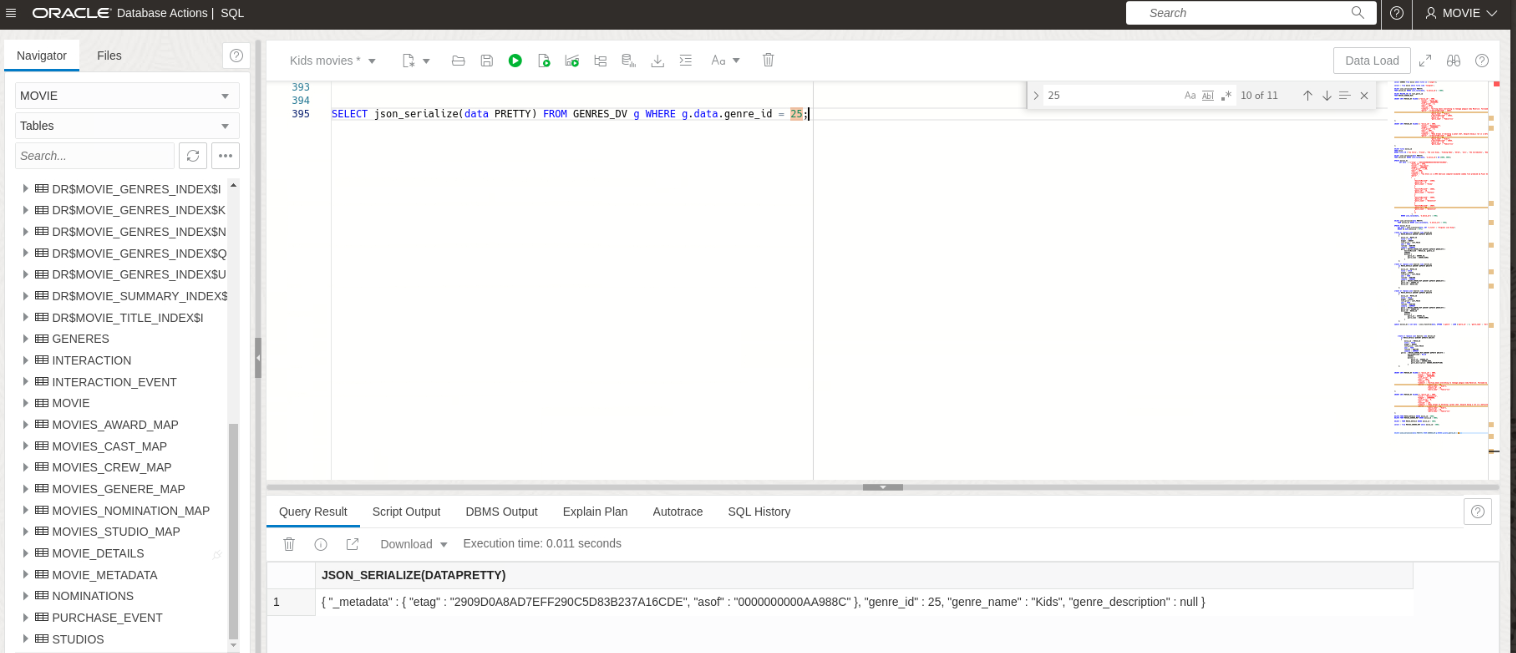 ORACLE Database Actions | SQL
Search...
MOVIE
Navigator
Files
MOVIE
Tables
Search...
DR$MOVIE_GENRES_INDEX$I
DR$MOVIE_GENRES_INDEX$K
DR$MOVIE_GENRES_INDEX$N
DR$MOVIE_GENRES_INDEX$Q
DR$MOVIE_GENRES_INDEX$U
DR$MOVIE_SUMMARY_INDEX$
DR$MOVIE_TITLE_INDEX$I
GENERES
INTERACTION
INTERACTION_EVENT
MOVIE
MOVIES_AWARD_MAP
MOVIES_CAST_MAP
MOVIES_CREW_MAP
MOVIES_GENERE_MAP
MOVIES_NOMINATION_MAP
MOVIES_STUDIO_MAP
MOVIE_DETAILS
MOVIE_METADATA
NOMINATIONS
PURCHASE_EVENT
STUDIOS
Kids movies *
Aa
Data Load
25
Aa
ab
.*
10 of 11
393
394
395 SELECT json_serialize(data PRETTY) FROM GENRES_DV g WHERE g.data.genre_id = 25;
Query Result
Script Output
DBMS Output
Explain Plan
Autotrace
SQL History
Download
Execution time: 0.011 seconds
JSON_SERIALIZE(DATAPRETTY)
1 { "_metadata" : { "etag" : "2909D0A8AD7EFF290C5D83B237A16CDE", "asof" : "0000000000AA988C" }, "genre_id" : 25, "genre_name" : "Kids", "genre_description" : null }